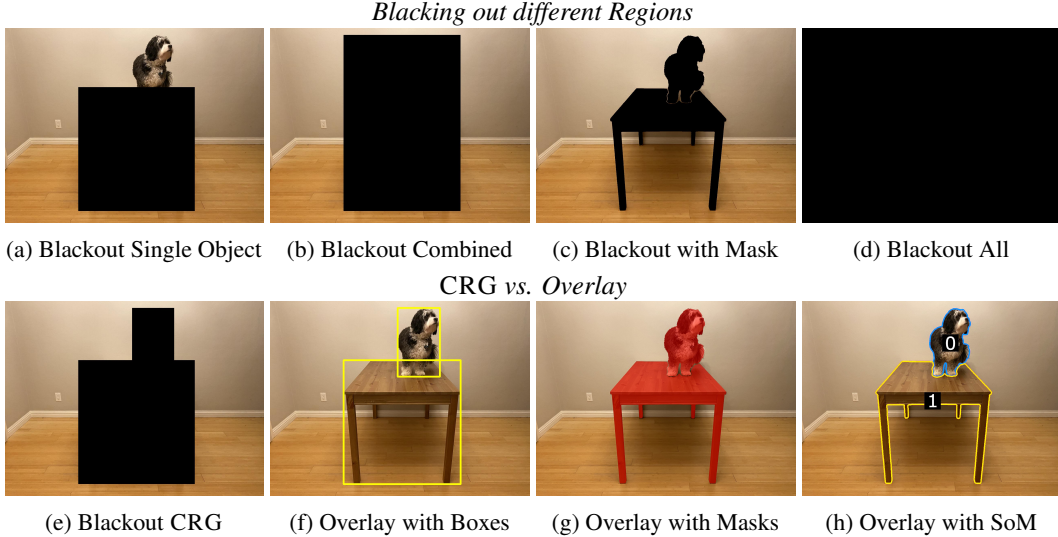 Blacking out different Regions
(a) Blackout Single Object
(b) Blackout Combined
(c) Blackout with Mask
(d) Blackout All
CRG vs. Overlay
0
1
(e) Blackout CRG
(f) Overlay with Boxes
(g) Overlay with Masks
(h) Overlay with SoM